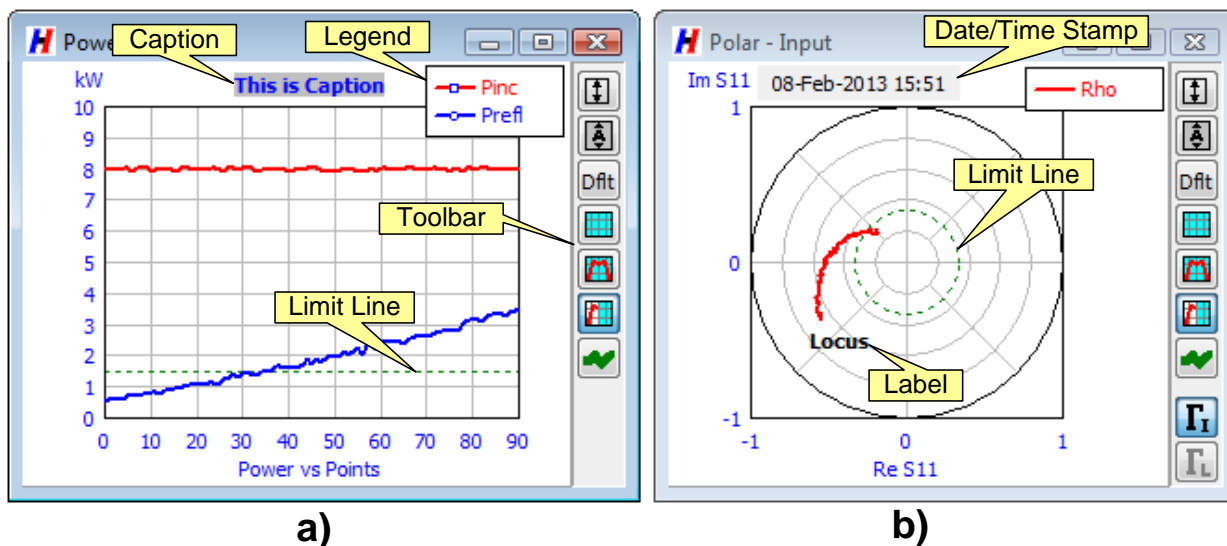 Powe
Caption
Legend
kW
This is Caption
Pinc
Prefl
10
9
8
7
6
5
4
3
2
1
0
0 10 20 30 40 50 60 70 80 90
Power vs Points
Dflt
Toolbar
Limit Line
a)
Polar - Input
Date/Time Stamp
Im S11
08-Feb-2013 15:51
Rho
1
0
-1
-1 0 1
Re S11
Limit Line
Locus
Label
A
Dflt
ΓI
ΓL
b)